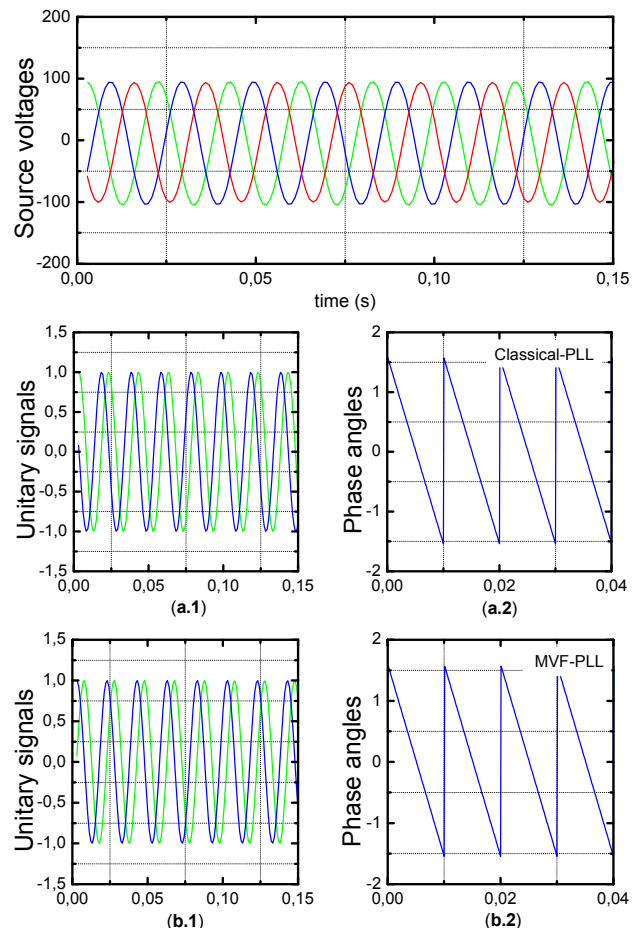 200
100
0
-100
-200
Source voltages
0,00 0,05 0,10 0,15
time (s)
1,5
1,0
0,5
0,0
-0,5
-1,0
-1,5
Unitary signals
0,00 0,05 0,10 0,15
(a.1)
2
1
0
-1
-2
Phase angles
Classical-PLL
0,00 0,02 0,04
(a.2)
1,5
1,0
0,5
0,0
-0,5
-1,0
-1,5
Unitary signals
0,00 0,05 0,10 0,15
(b.1)
2
1
0
-1
-2
Phase angles
MVF-PLL
0,00 0,02 0,04
(b.2)